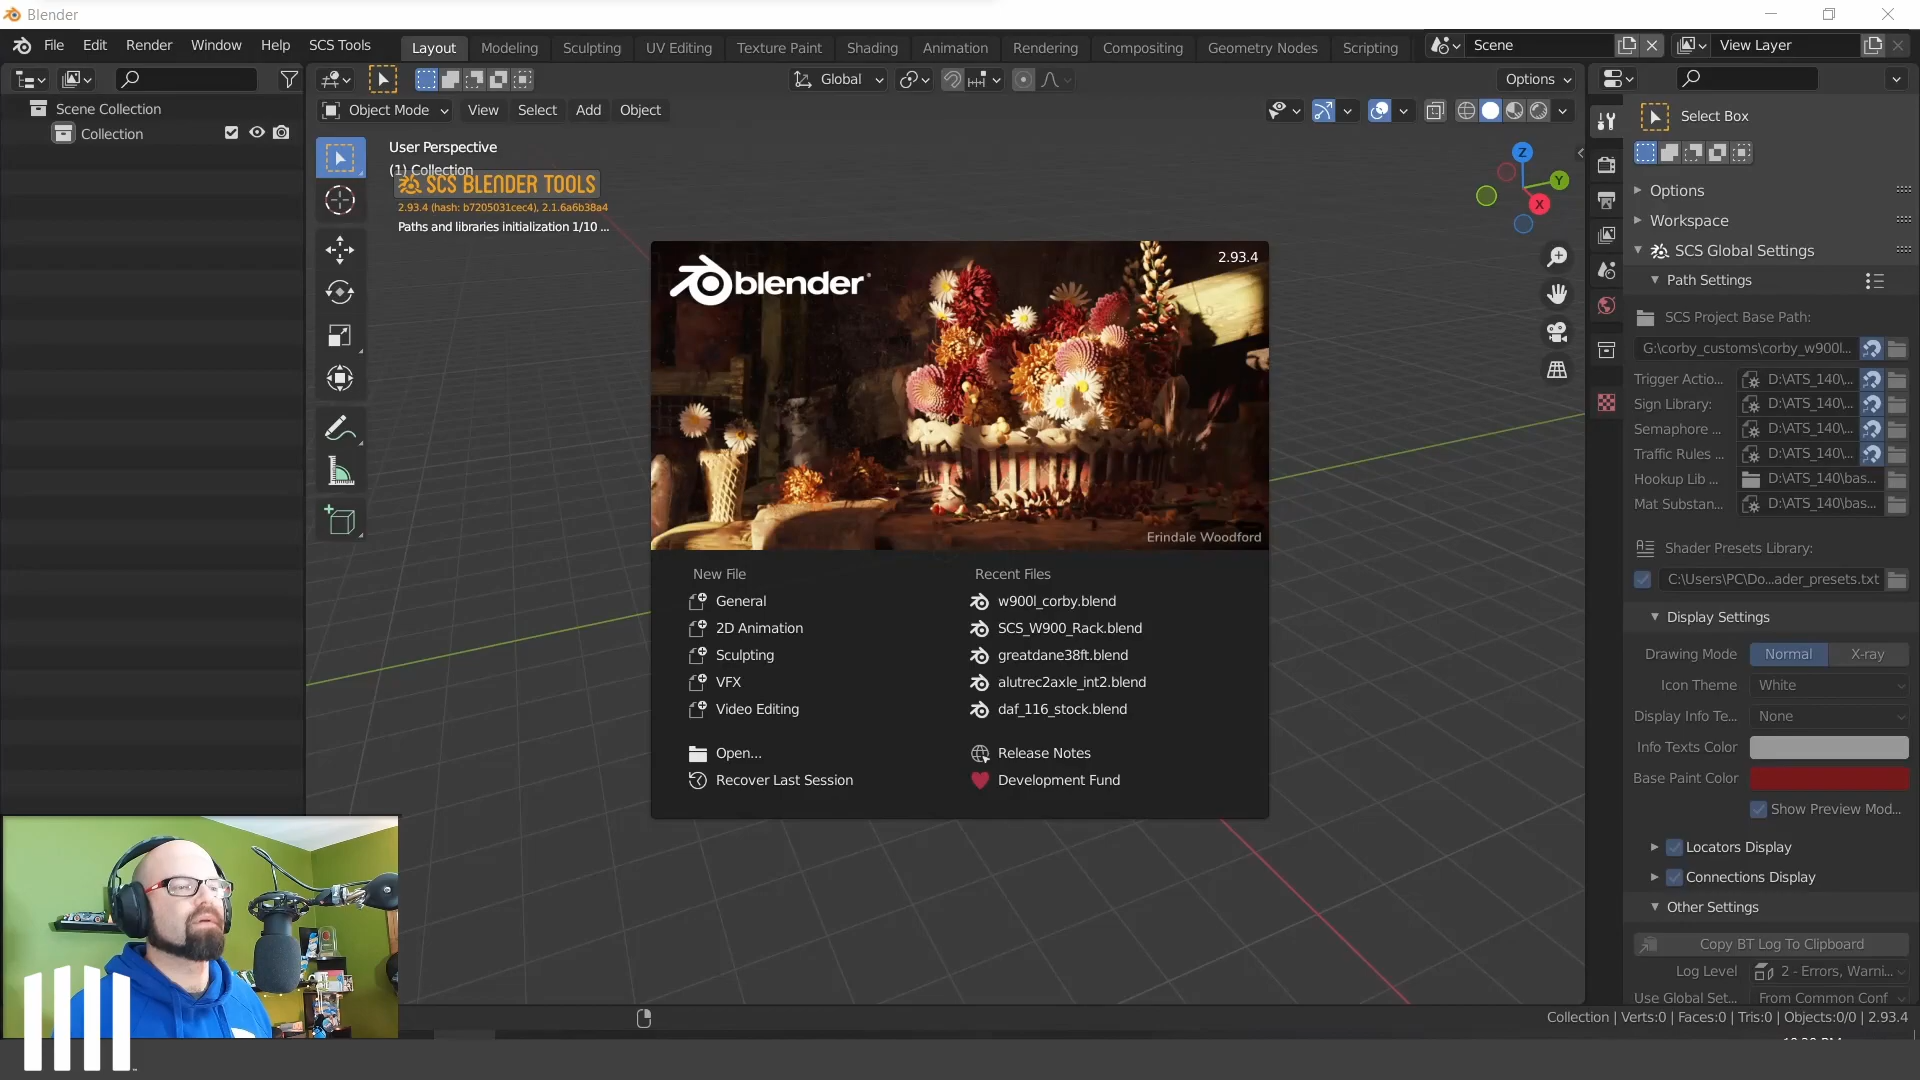 Blender
File Edit Render Window Help SCS Tools Layout Modeling Sculpting UV Editing Texture Paint Shading Animation Rendering Compositing Geometry Nodes Scripting Scene View Layer
Global Options
Object Mode View Select Add Object
Scene Collection
Collection
User Perspective
(1) Collection
SCS BLENDER TOOLS
2.93.4 (hash: b7205031cec4), 2.1.6a6b38a4
Paths and libraries initialization 1/10 ...
Z
Y
X
blender
2.93.4
Erindale Woodford
New File
General
2D Animation
Sculpting
VFX
Video Editing
Open...
Recover Last Session
Recent Files
w900l_corby.blend
SCS_W900_Rack.blend
greatdane38ft.blend
alutrec2axle_int2.blend
daf_116_stock.blend
Release Notes
Development Fund
Select Box
Options
Workspace
SCS Global Settings
Path Settings
SCS Project Base Path:
G:\corby_customs\corby_w900l...
Trigger Actio... D:\ATS_140\...
Sign Library: D:\ATS_140\...
Semaphore ... D:\ATS_140\...
Traffic Rules ... D:\ATS_140\...
Hookup Lib ... D:\ATS_140\bas...
Mat Substan... D:\ATS_140\bas...
Shader Presets Library:
C:\Users\PC\Do...ader_presets.txt
Display Settings
Drawing Mode Normal X-ray
Icon Theme White
Display Info Te... None
Info Texts Color
Base Paint Color
Show Preview Mod...
Locators Display
Connections Display
Other Settings
Copy BT Log To Clipboard
Log Level 2 - Errors, Warni...
Use Global Set... From Common Conf
Collection | Verts:0 | Faces:0 | Tris:0 | Objects:0/0 | 2.93.4